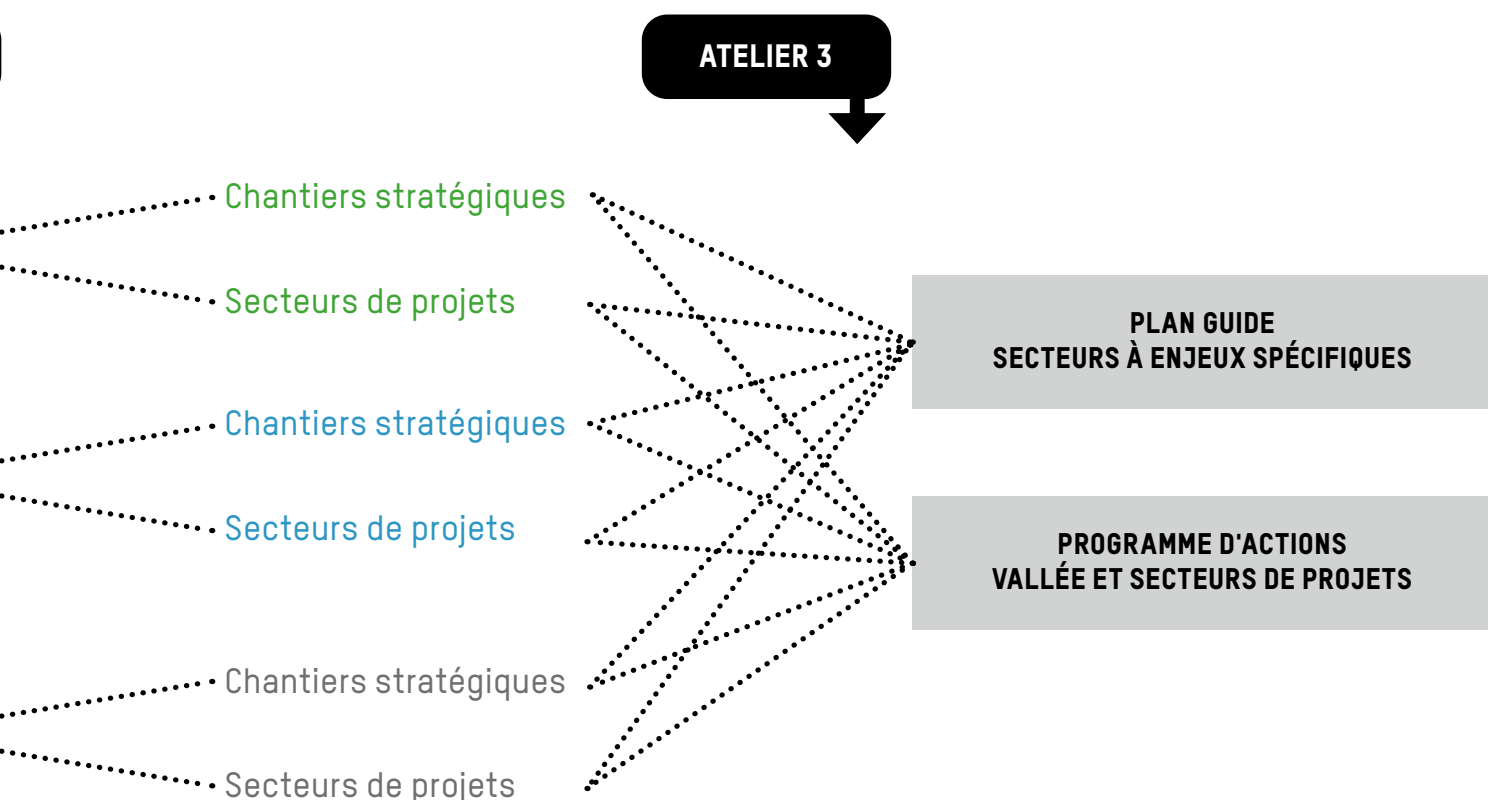 ATELIER 3
Chantiers stratégiques
Secteurs de projets
Chantiers stratégiques
Secteurs de projets
Chantiers stratégiques
Secteurs de projets
PLAN GUIDE
SECTEURS À ENJEUX SPÉCIFIQUES
PROGRAMME D'ACTIONS
VALLÉE ET SECTEURS DE PROJETS